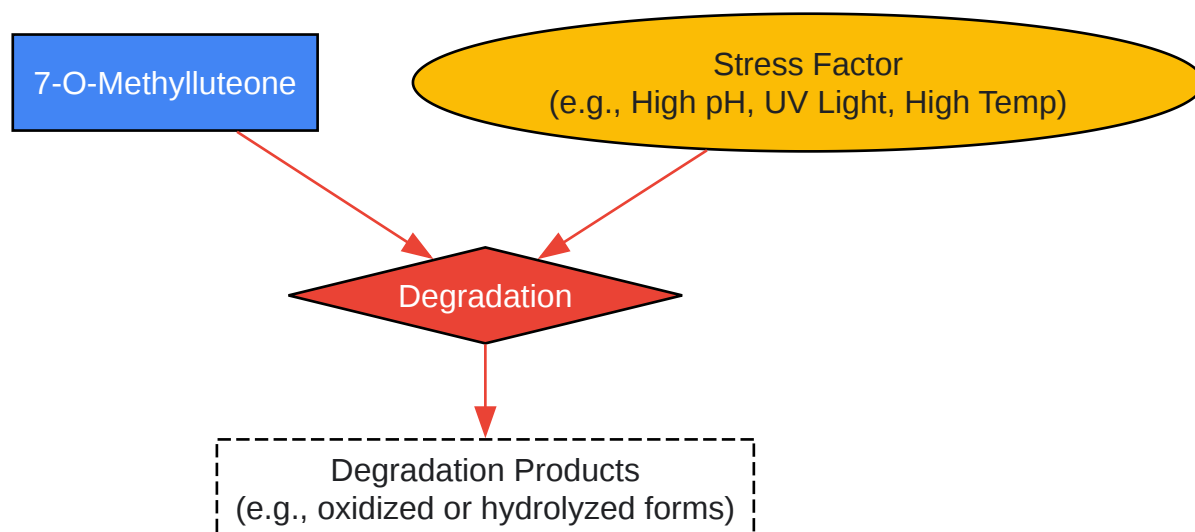 7-O-Methylluteone
Stress Factor
(e.g., High pH, UV Light, High Temp)
Degradation
Degradation Products
(e.g., oxidized or hydrolyzed forms)